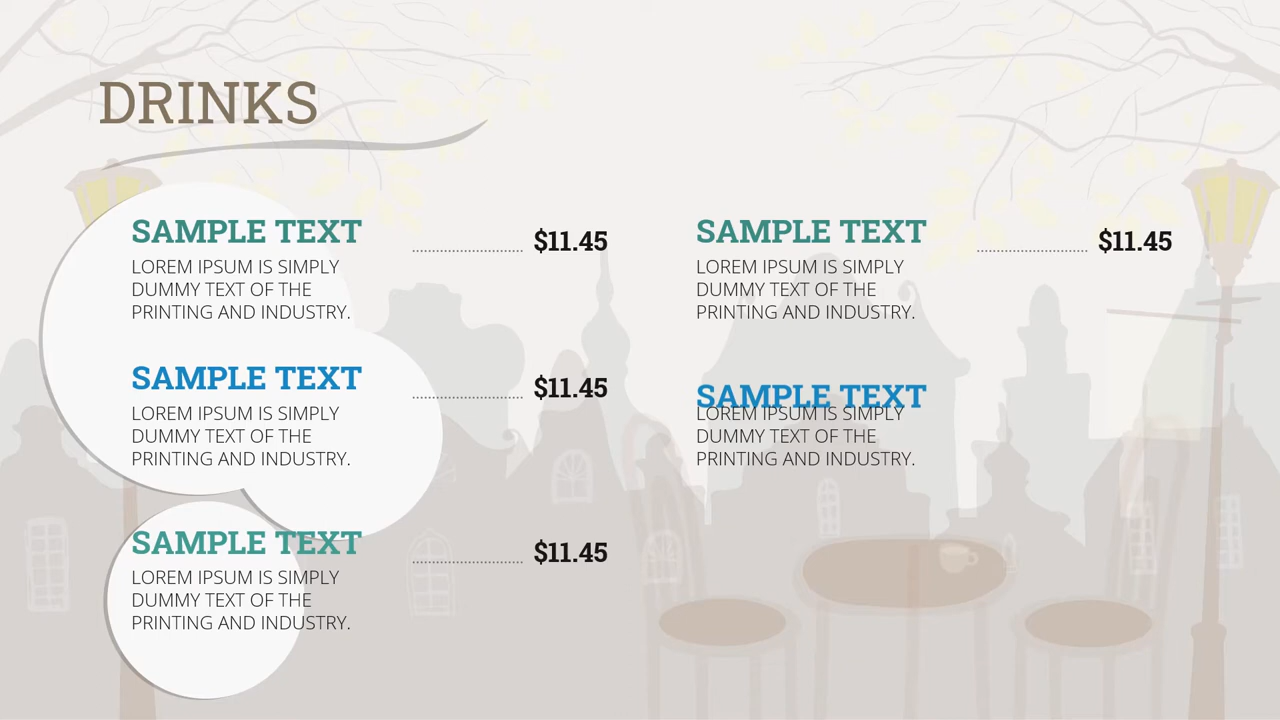 DRINKS
SAMPLE TEXT
$11.45
LOREM IPSUM IS SIMPLY
DUMMY TEXT OF THE
PRINTING AND INDUSTRY.
SAMPLE TEXT
$11.45
LOREM IPSUM IS SIMPLY
DUMMY TEXT OF THE
PRINTING AND INDUSTRY.
SAMPLE TEXT
$11.45
LOREM IPSUM IS SIMPLY
DUMMY TEXT OF THE
PRINTING AND INDUSTRY.
SAMPLE TEXT
$11.45
LOREM IPSUM IS SIMPLY
DUMMY TEXT OF THE
PRINTING AND INDUSTRY.
SAMPLE TEXT
LOREM IPSUM IS SIMPLY
DUMMY TEXT OF THE
PRINTING AND INDUSTRY.